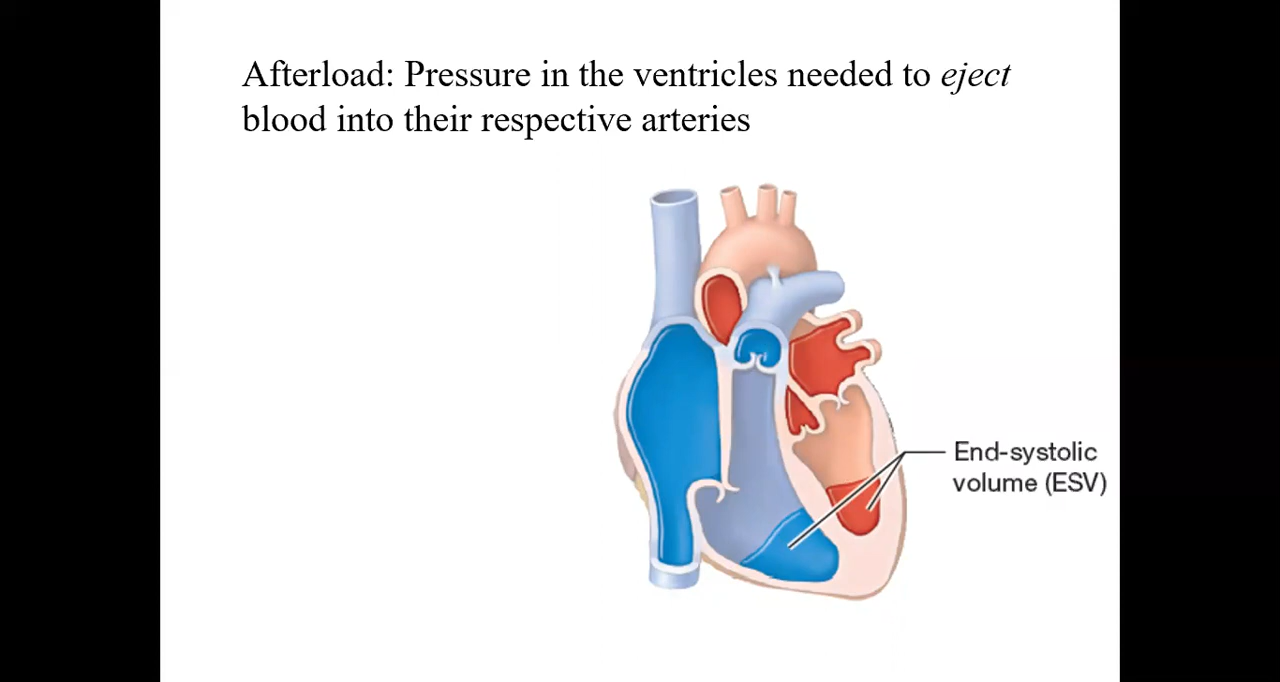 Afterload: Pressure in the ventricles needed to eject
blood into their respective arteries
End-systolic
volume (ESV)